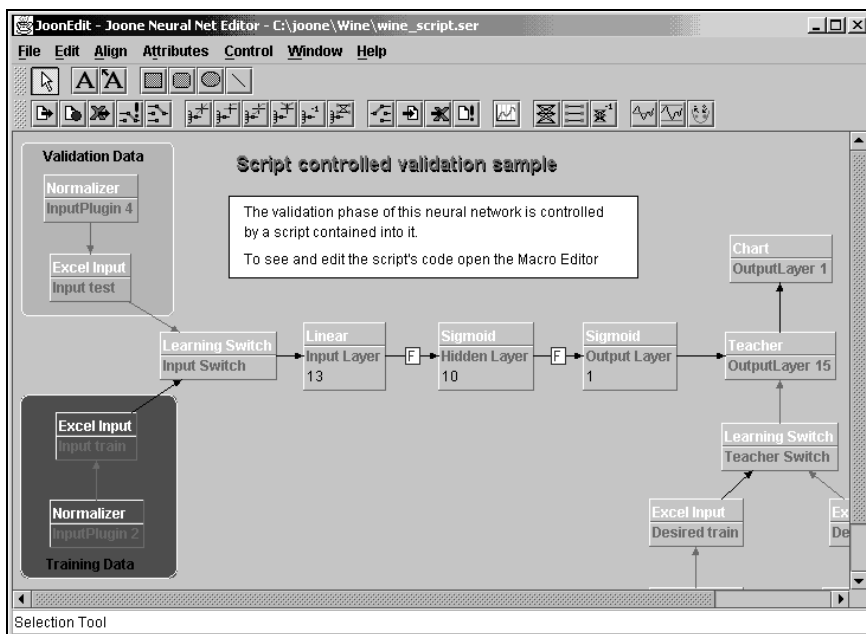 JoonEdit - Joone Neural Net Editor - C:\joone\Wine\wine_script.ser
File Edit Align Attributes Control Window Help
A A
Validation Data
Normalizer
InputPlugin 4
Excel Input
Input test
Script controlled validation sample
The validation phase of this neural network is controlled
by a script contained into it.
To see and edit the script's code open the Macro Editor
Chart
OutputLayer 1
Learning Switch
Input Switch
Linear
Input Layer
13
F
Sigmoid
Hidden Layer
10
F
Sigmoid
Output Layer
1
Teacher
OutputLayer 15
Excel Input
Input train
Normalizer
InputPlugin 2
Training Data
Learning Switch
Teacher Switch
Excel Input
Desired train
Ex
De
Selection Tool